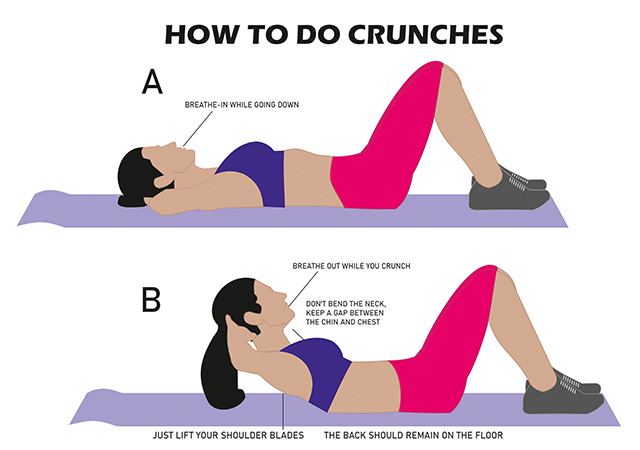 HOW TO DO CRUNCHES
A
BREATHE-IN WHILE GOING DOWN
B
BREATHE OUT WHILE YOU CRUNCH
DON'T BEND THE NECK,
KEEP A GAP BETWEEN
THE CHIN AND CHEST
JUST LIFT YOUR SHOULDER BLADES
THE BACK SHOULD REMAIN ON THE FLOOR